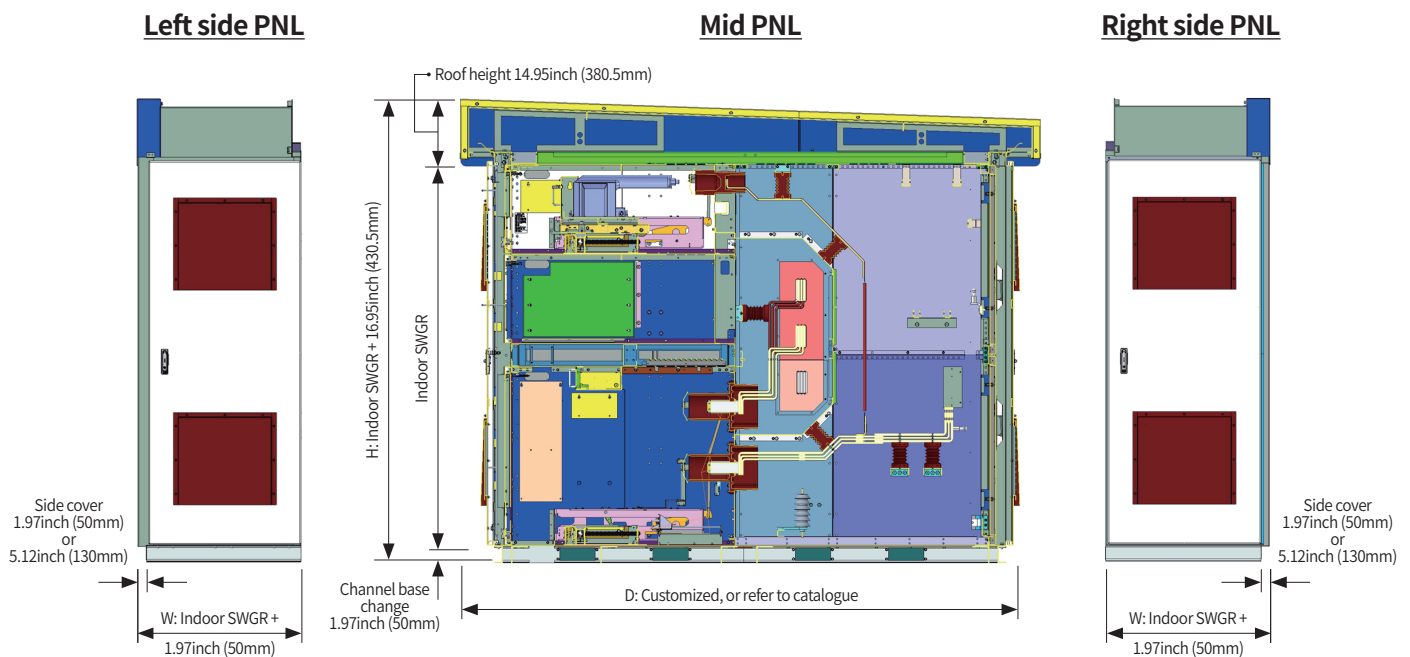 Left side PNL
Mid PNL
Right side PNL
Roof height 14.95inch (380.5mm)
H: Indoor SWGR + 16.95inch (430.5mm)
Indoor SWGR
Side cover
1.97inch (50mm)
or
5.12inch (130mm)
W: Indoor SWGR +
1.97inch (50mm)
Channel base
change
1.97inch (50mm)
D: Customized, or refer to catalogue
Side cover
1.97inch (50mm)
or
5.12inch (130mm)
W: Indoor SWGR +
1.97inch (50mm)